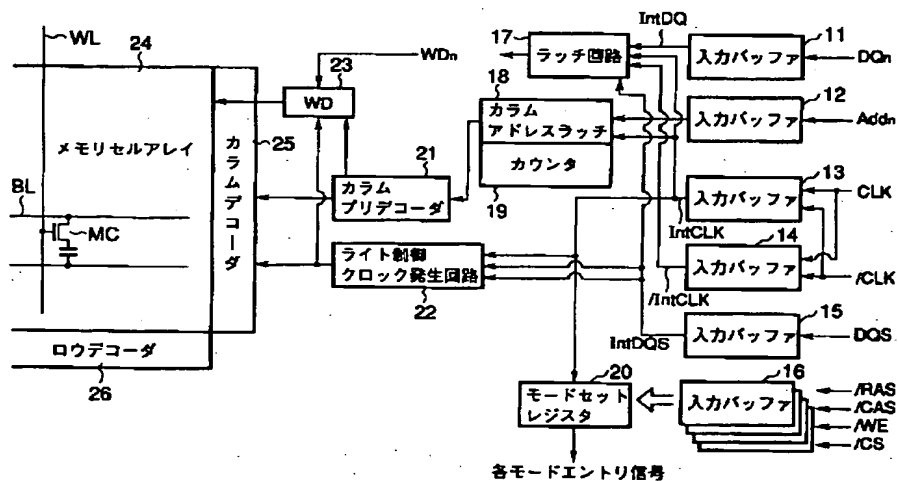 WL
24
WDn
23
WD
17
ラッチ回路
IntDQ
11
入力バッファ
DQn
18
カラム
アドレスラッチ
カウンタ
19
12
入力バッファ
Addn
メモリセルアレイ
カラムデコーダ
25
21
カラム
プリデコーダ
BL
MC
13
入力バッファ
CLK
IntCLK
14
入力バッファ
/CLK
/IntCLK
ライト制御
クロック発生回路
22
15
入力バッファ
DQS
IntDQS
ロウデコーダ
26
20
モードセット
レジスタ
16
入力バッファ
/RAS
/CAS
/WE
/CS
各モードエントリ信号